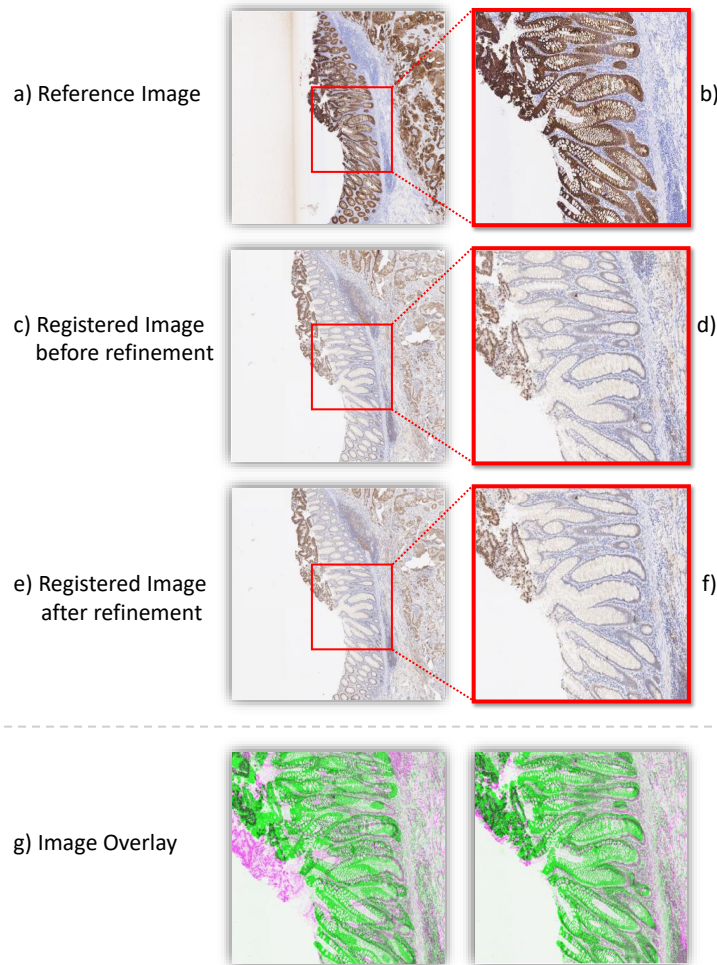 a) Reference Image
b)
c) Registered Image
before refinement
d)
e) Registered Image
after refinement
f)
g) Image Overlay